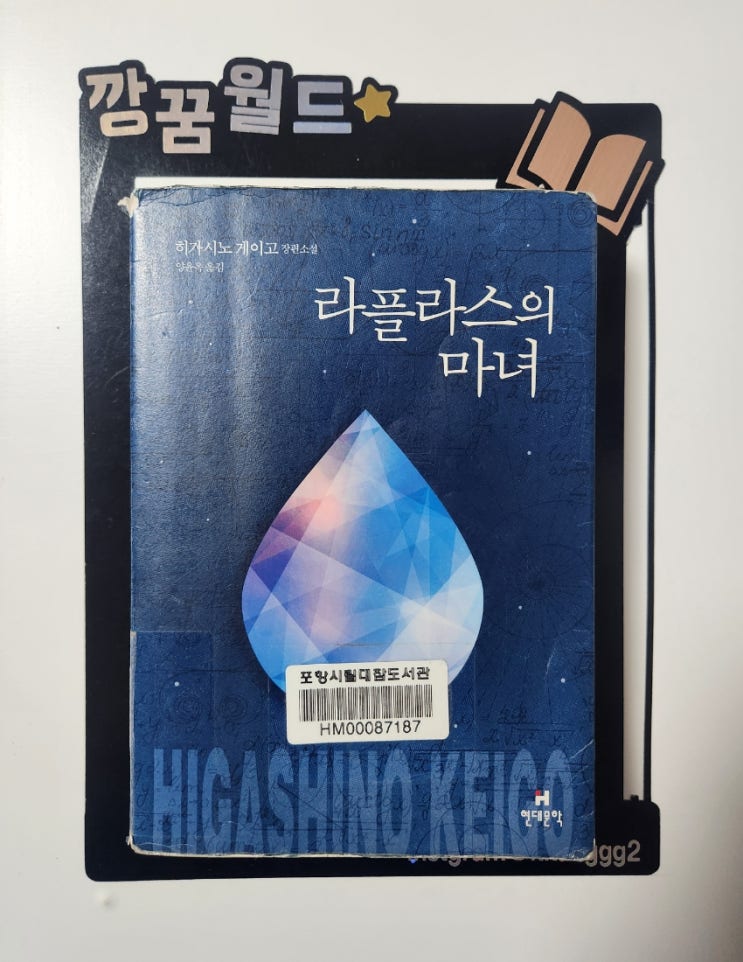 깡꿈월드
히가시노 게이고 장편소설
양윤옥 옮김
라플라스의
마녀
포항시립대잠도서관
HM00087187
HIGASHINO KEIGO
H
현대문학
ggg2